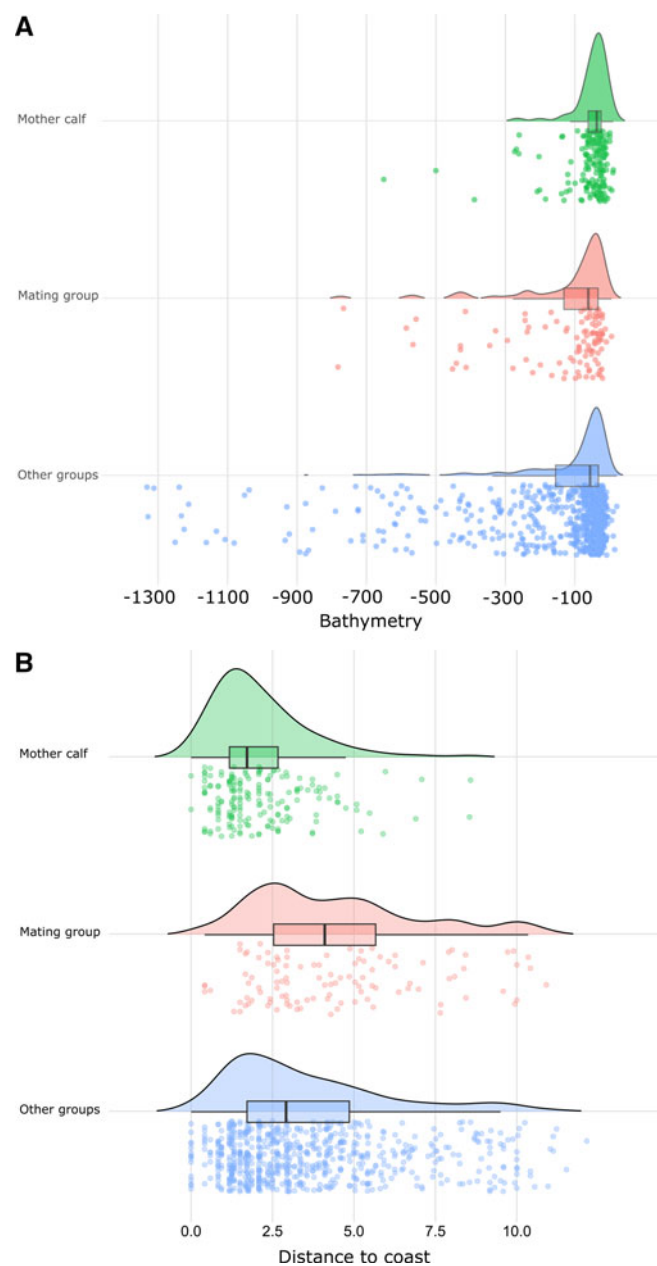 A
Mother calf
Mating group
Other groups
-1300 -1100 -900 -700 -500 -300 -100
Bathymetry
B
Mother calf
Mating group
Other groups
0.0 2.5 5.0 7.5 10.0
Distance to coast